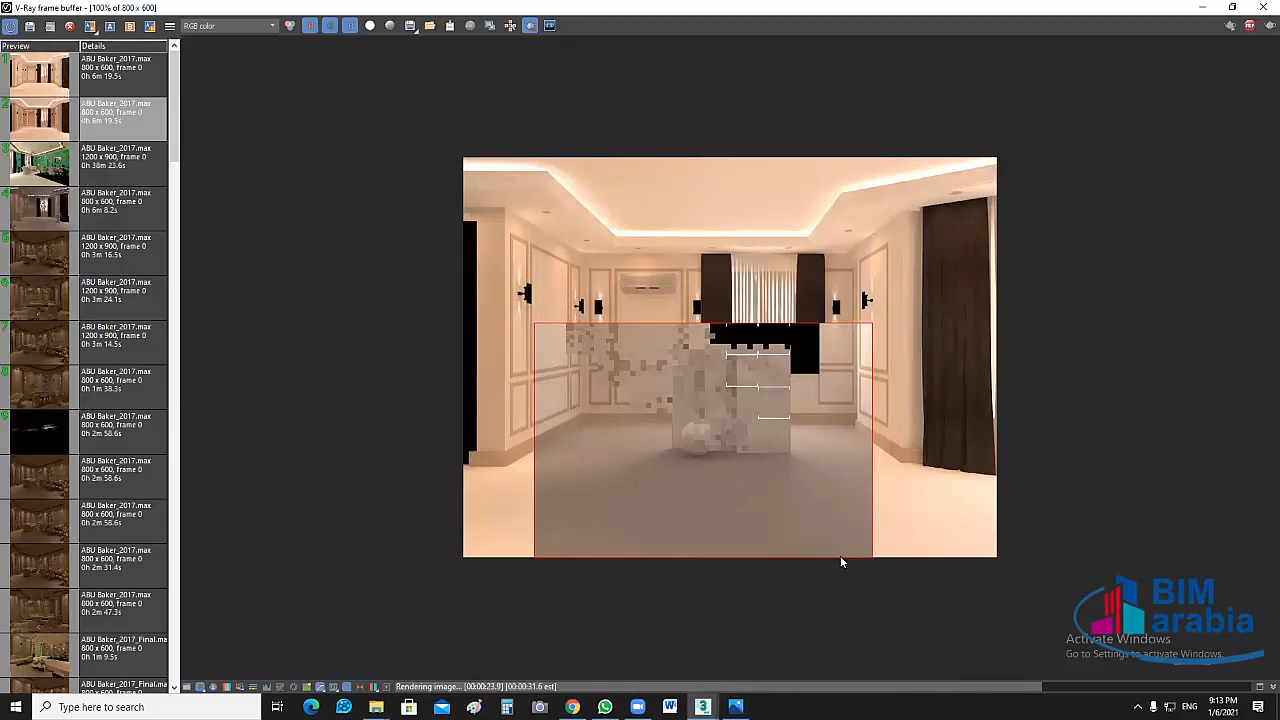 V-Ray frame buffer - [100% of 800 x 600]
RGB color
Preview
Details
1
ABU Baker_2017.max
800 x 600, frame 0
0h 6m 19.5s
2
ABU Baker_2017.max
800 x 600, frame 0
0h 6m 19.5s
3
ABU Baker_2017.max
1200 x 900, frame 0
0h 38m 23.6s
4
ABU Baker_2017.max
800 x 600, frame 0
0h 6m 8.2s
5
ABU Baker_2017.max
1200 x 900, frame 0
0h 3m 16.5s
6
ABU Baker_2017.max
1200 x 900, frame 0
0h 3m 24.1s
7
ABU Baker_2017.max
1200 x 900, frame 0
0h 3m 14.5s
8
ABU Baker_2017.max
800 x 600, frame 0
0h 1m 38.3s
9
ABU Baker_2017.max
800 x 600, frame 0
0h 2m 58.6s
ABU Baker_2017.max
800 x 600, frame 0
0h 2m 58.6s
ABU Baker_2017.max
800 x 600, frame 0
0h 2m 58.6s
ABU Baker_2017.max
800 x 600, frame 0
0h 2m 31.4s
ABU Baker_2017.max
800 x 600, frame 0
0h 2m 47.3s
ABU Baker_2017_Final.ma
800 x 600, frame 0
0h 1m 9.5s
ABU Baker_2017_Final.ma
BIM
arabia
Activate Windows
Go to Settings to activate Windows.
Rendering image... [00:00:23.9] [00:00:31.6 est]
Type here to search
9:13 PM
1/6/2021